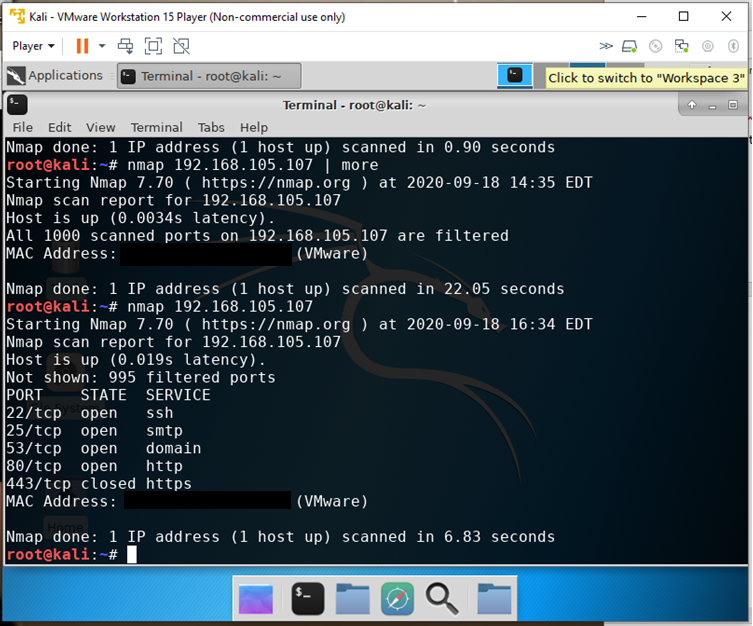 Kali - VMware Workstation 15 Player (Non-commercial use only)
Player
Applications
Terminal - root@kali: ~
Click to switch to "Workspace 3"
Terminal - root@kali: ~
File Edit View Terminal Tabs Help
Nmap done: 1 IP address (1 host up) scanned in 0.90 seconds
root@kali:~# nmap 192.168.105.107 | more
Starting Nmap 7.70 ( https://nmap.org ) at 2020-09-18 14:35 EDT
Nmap scan report for 192.168.105.107
Host is up (0.0034s latency).
All 1000 scanned ports on 192.168.105.107 are filtered
MAC Address: (VMware)
Nmap done: 1 IP address (1 host up) scanned in 22.05 seconds
root@kali:~# nmap 192.168.105.107
Starting Nmap 7.70 ( https://nmap.org ) at 2020-09-18 16:34 EDT
Nmap scan report for 192.168.105.107
Host is up (0.019s latency).
Not shown: 995 filtered ports
PORT STATE SERVICE
22/tcp open ssh
25/tcp open smtp
53/tcp open domain
80/tcp open http
443/tcp closed https
MAC Address: (VMware)
Home
Nmap done: 1 IP address (1 host up) scanned in 6.83 seconds
root@kali:~#